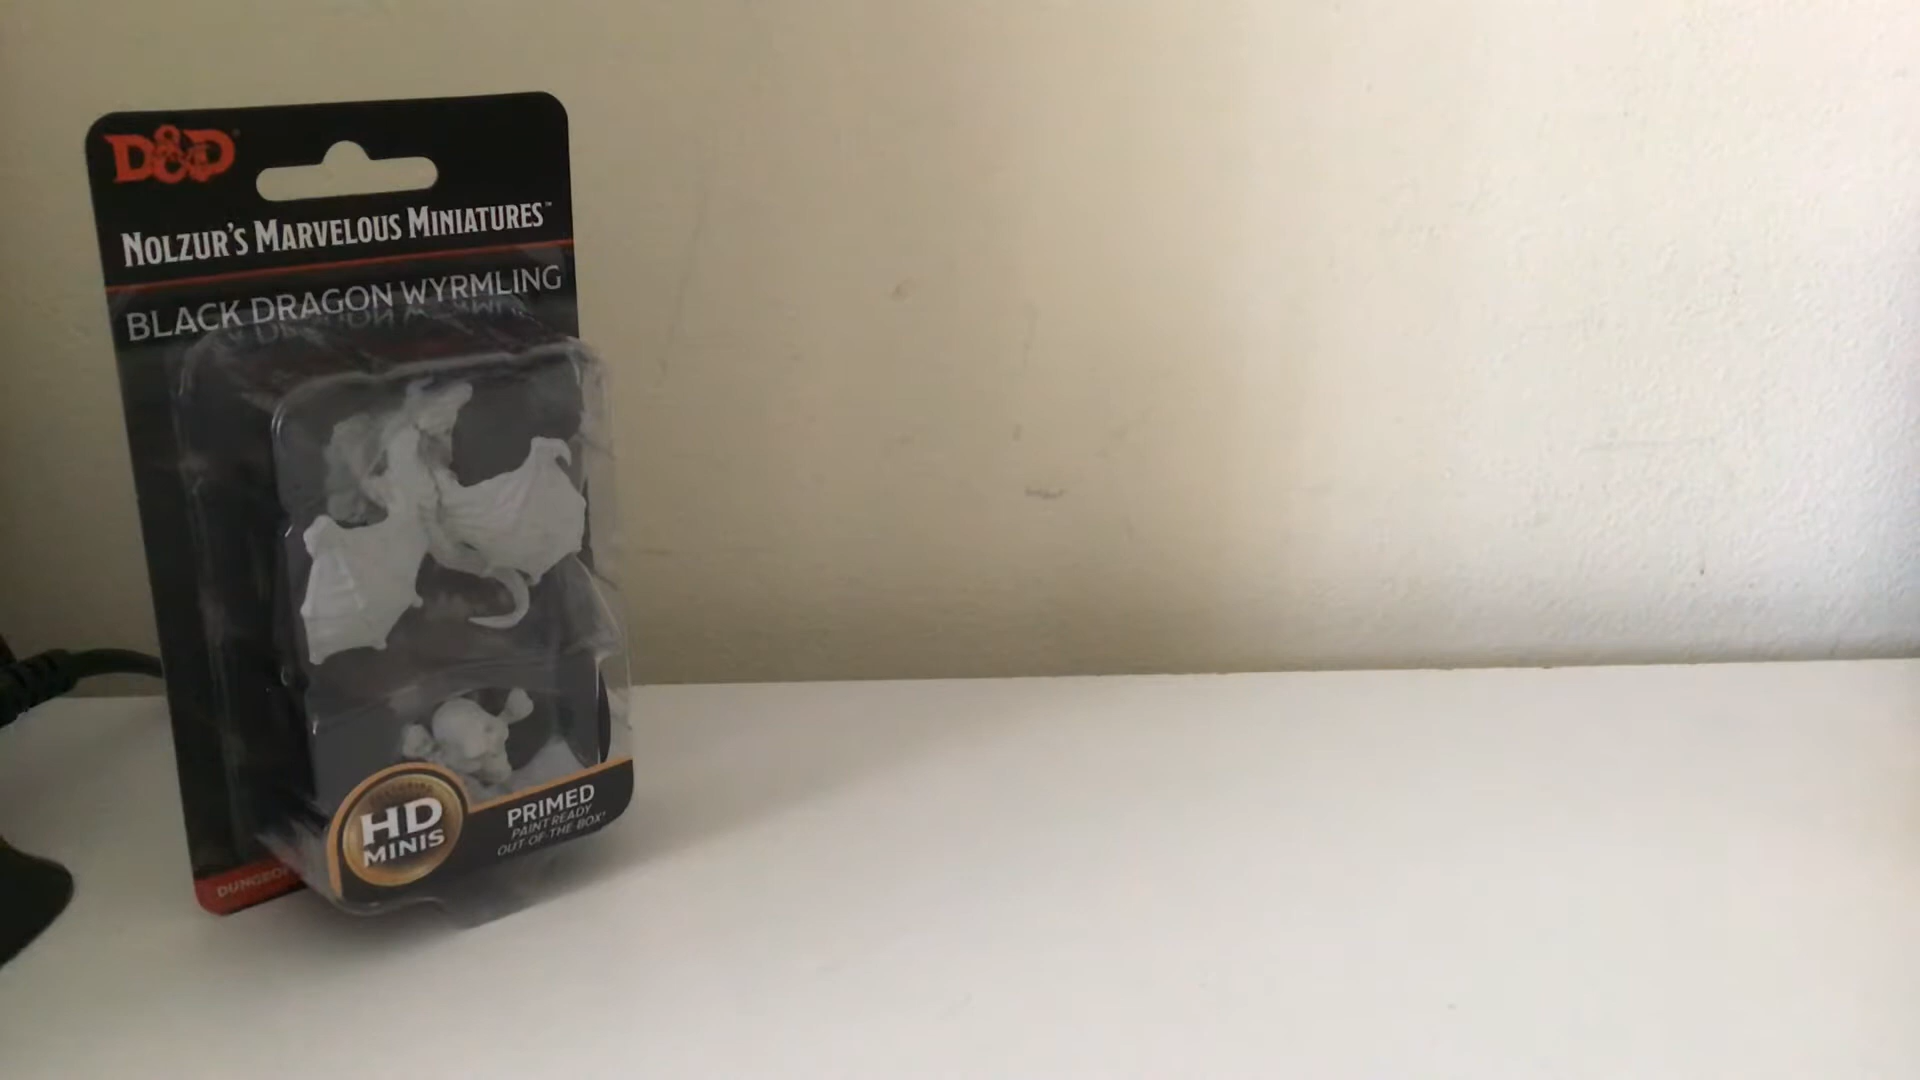 D&D
NOLZUR'S MARVELOUS MINIATURES™
BLACK DRAGON WYRMLING
HD
MINIS
PRIMED
PAINT READY
OUT-OF-THE-BOX!